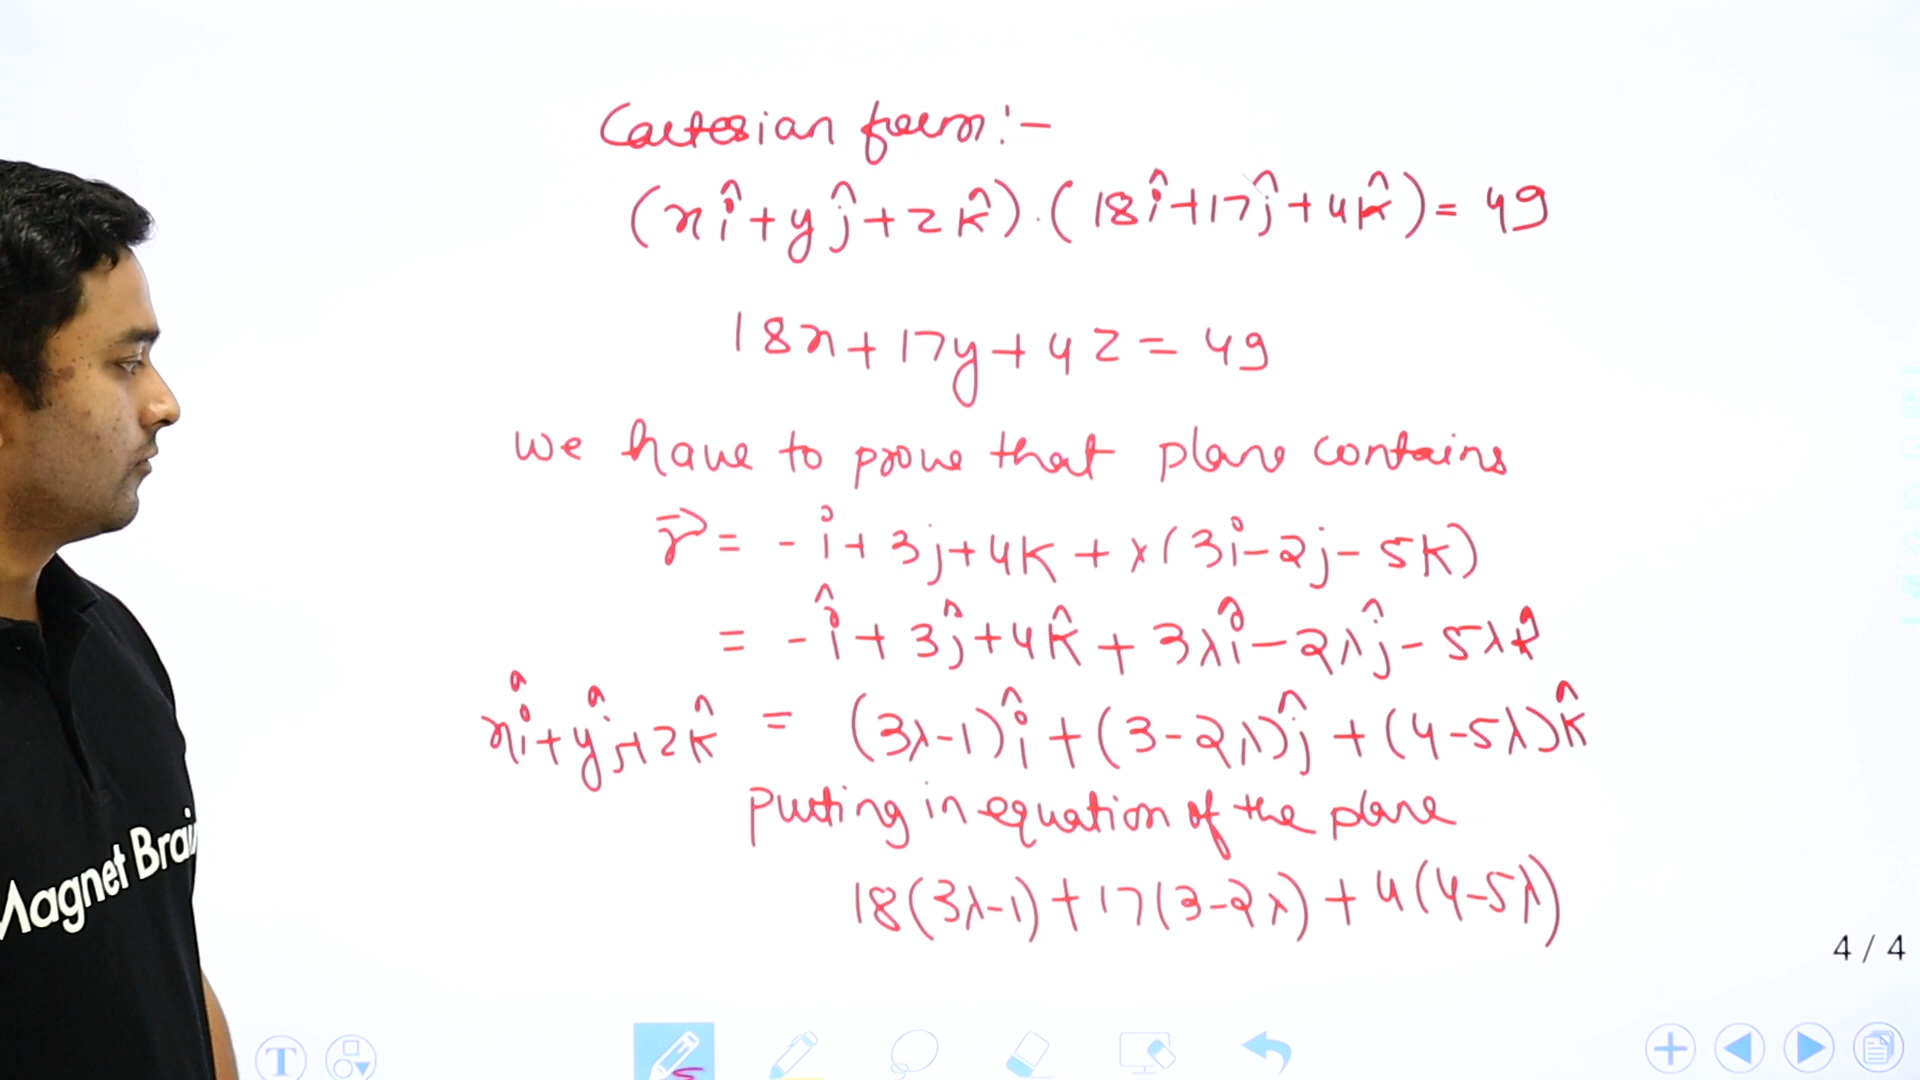 Cartesian form:-
(xî+yĵ+zk̂).(18î+17ĵ+4k̂)=49
18x+17y+4z=49
we have to prove that plane contains
r⃗= -i+3j+4k+λ(3i-2j-5k)
= -î+3ĵ+4k̂+3λî-2λĵ-5λk̂
xî+yĵ+zk̂ = (3λ-1)î+(3-2λ)ĵ+(4-5λ)k̂
putting in equation of the plane
18(3λ-1)+17(3-2λ)+4(4-5λ)
Magnet Brai
4 / 4
T